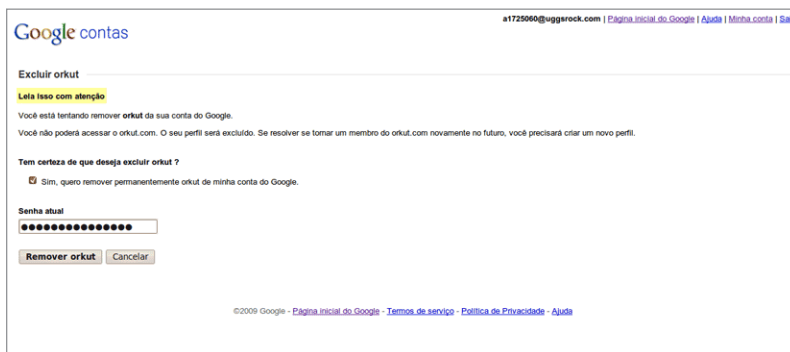 a1725060@uggsrock.com | Página inicial do Google | Ajuda | Minha conta |
Google contas
Excluir orkut
Leia isso com atenção
Você está tentando remover orkut da sua conta do Google.
Você não poderá acessar o orkut.com. O seu perfil será excluído. Se resolver se tornar um membro do orkut.com novamente no futuro, você precisará criar um novo perfil.
Tem certeza de que deseja excluir orkut ?
Sim, quero remover permanentemente orkut de minha conta do Google.
Senha atual
Remover orkut Cancelar
©2009 Google - Página inicial do Google - Termos de serviço - Política de Privacidade - Ajuda